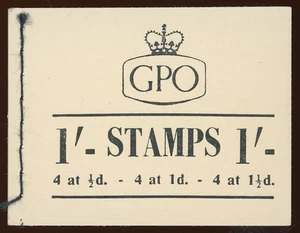 GPO
1/- STAMPS 1/-
4 at ½d. - 4 at 1d. - 4 at 1½d.